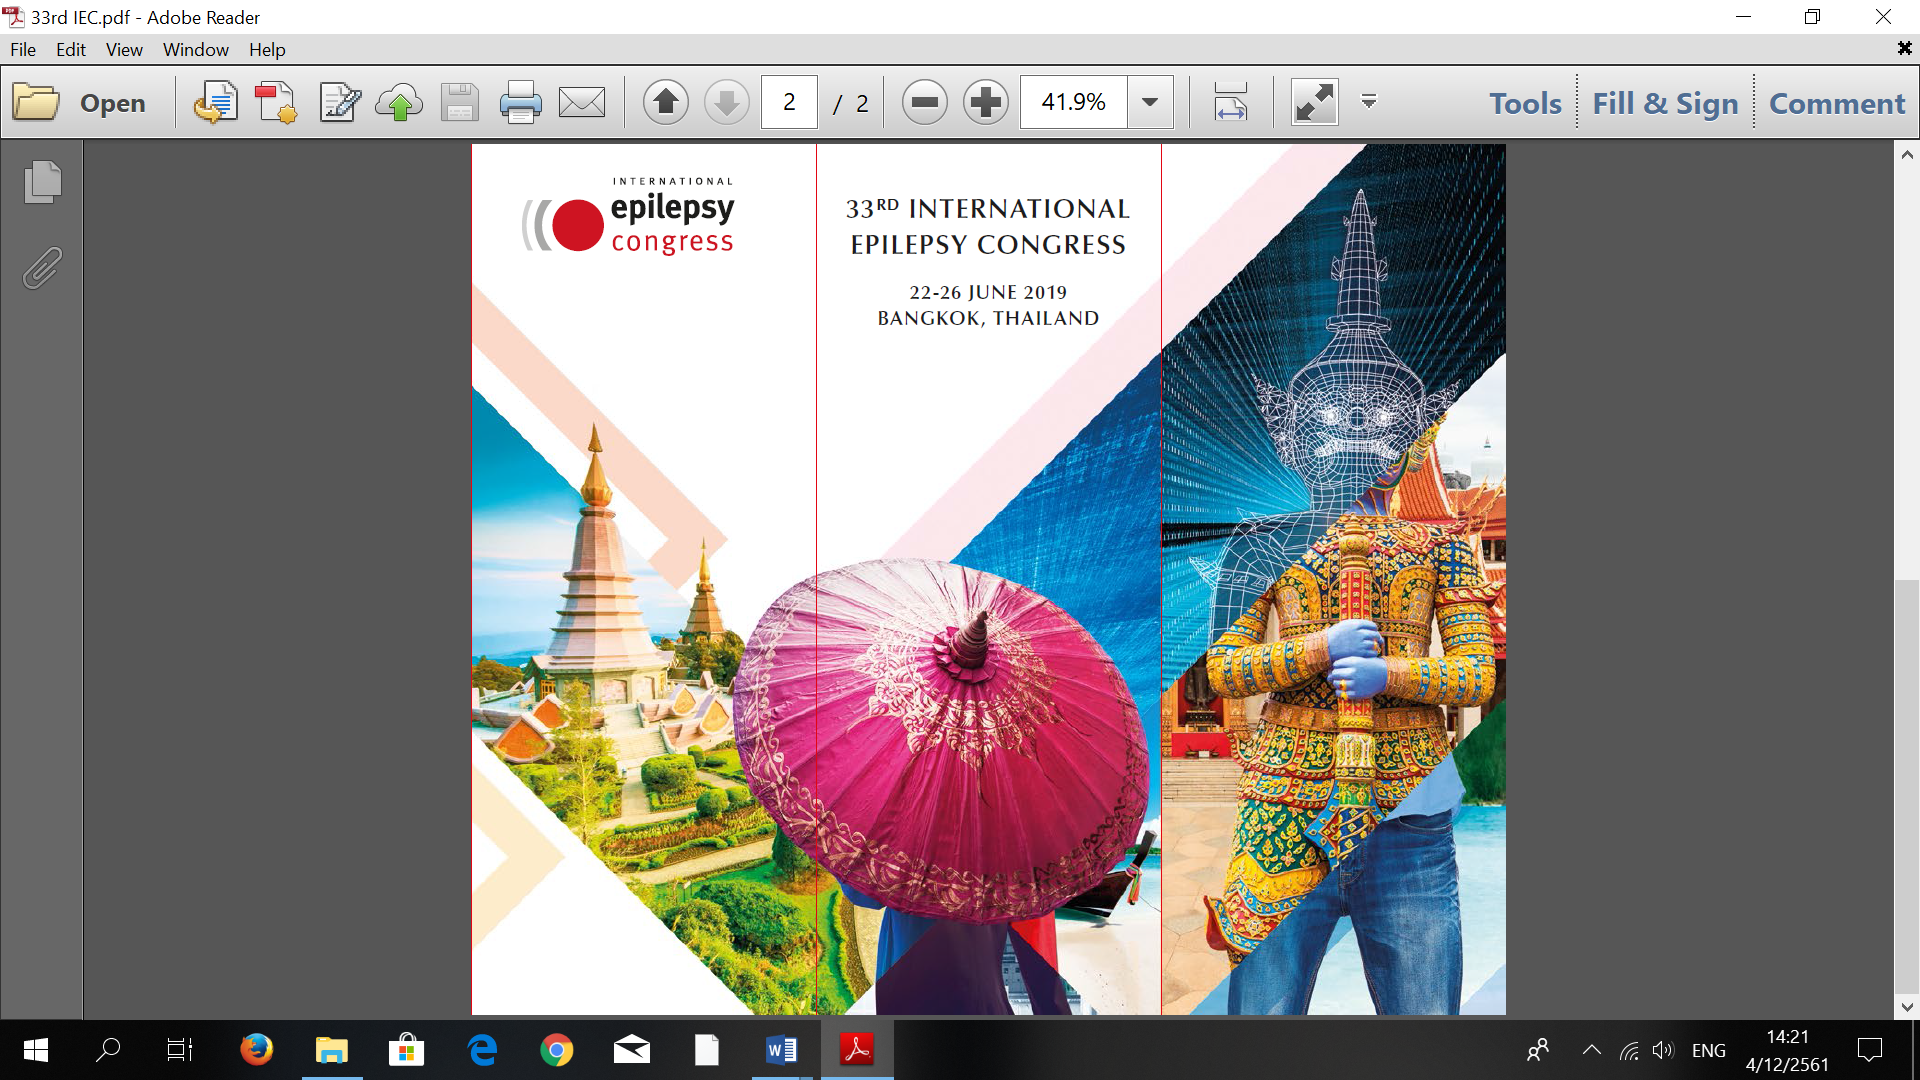 33rd IEC.pdf - Adobe Reader
File Edit View Window Help
Open 2 / 2 41.9% Tools Fill & Sign Comment
INTERNATIONAL
epilepsy
congress
33RD INTERNATIONAL
EPILEPSY CONGRESS
22-26 JUNE 2019
BANGKOK, THAILAND
ENG
14:21
4/12/2561